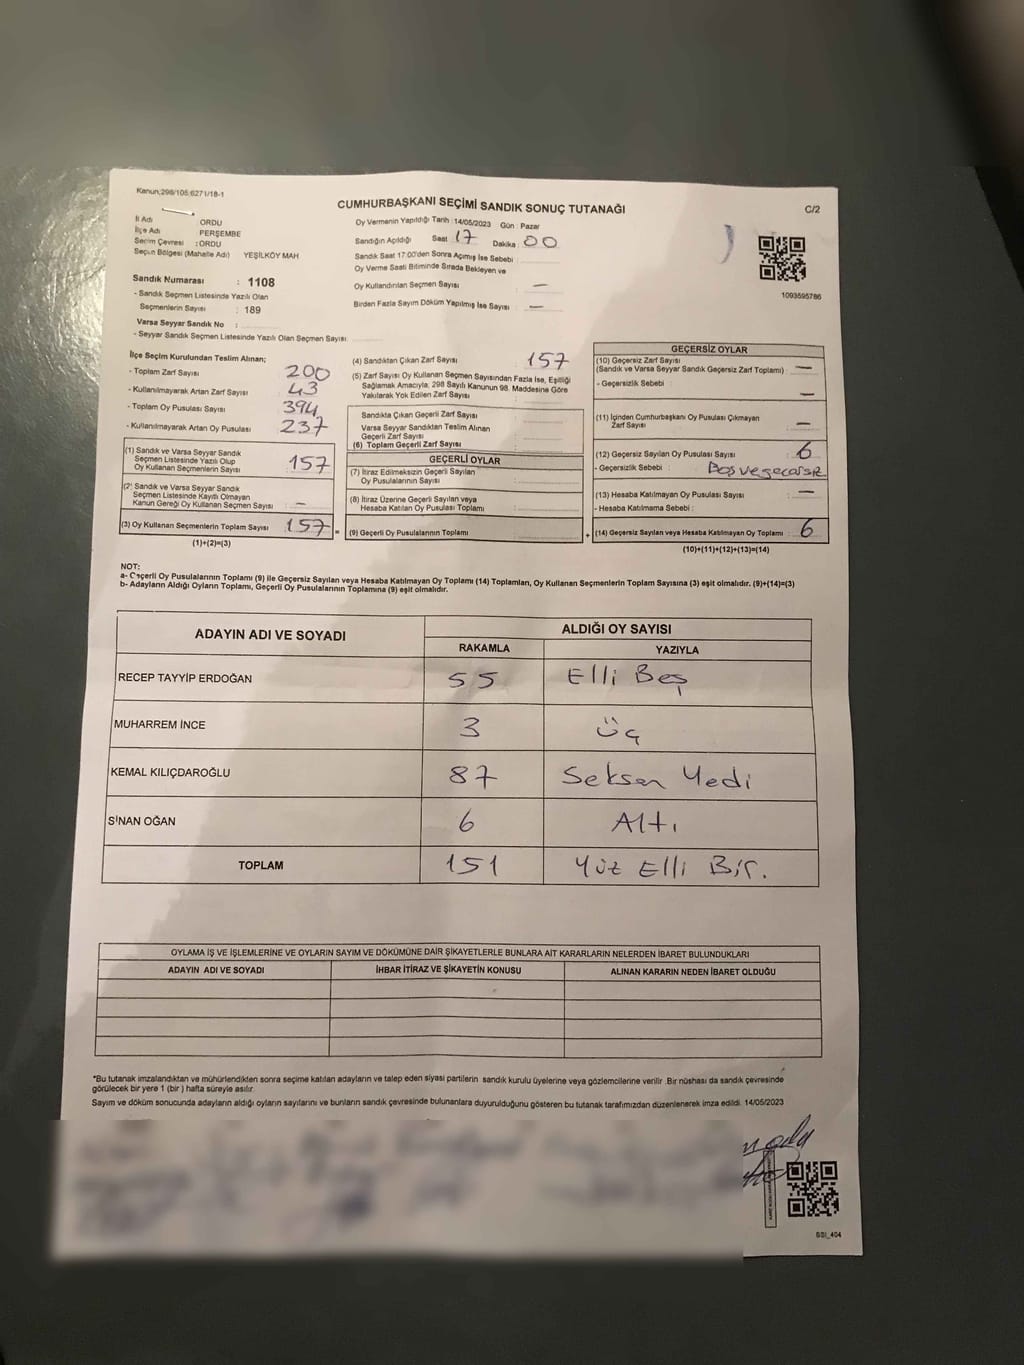 Kanun;298/105;6271/18-1
CUMHURBAŞKANI SEÇİMİ SANDIK SONUÇ TUTANAĞI
C/2
İl Adı ORDU
İlçe Adı PERŞEMBE
Seçim Çevresi : ORDU
Seçim Bölgesi (Mahalle Adı) YEŞİLKÖY MAH
Sandık Numarası : 1108
- Sandık Seçmen Listesinde Yazılı Olan
Seçmenlerin Sayısı : 189
Varsa Seyyar Sandık No :
- Seyyar Sandık Seçmen Listesinde Yazılı Olan Seçmen Sayısı
Oy Vermenin Yapıldığı Tarih :14/05/2023 Gün : Pazar
Sandığın Açıldığı Saat 17 Dakika 00
Sandık Saat 17:00'den Sonra Açımış İse Sebebi :
Oy Verme Saati Bitiminde Sırada Bekleyen ve
Oy Kullandırılan Seçmen Sayısı : —
Birden Fazla Sayım Döküm Yapılmış İse Sayısı : —
1093595786
İlçe Seçim Kurulundan Teslim Alınan;
- Toplam Zarf Sayısı 200
- Kullanılmayarak Artan Zarf Sayısı 43
- Toplam Oy Pusulası Sayısı 394
- Kullanılmayarak Artan Oy Pusulası 237
(1) Sandık ve Varsa Seyyar Sandık
Seçmen Listesinde Yazılı Olup
Oy Kullanan Seçmenlerin Sayısı 157
(2) Sandık ve Varsa Seyyar Sandık
Seçmen Listesinde Kayıtlı Olmayan
Kanun Gereği Oy Kullanan Seçmen Sayısı —
(3) Oy Kullanan Seçmenlerin Toplam Sayısı 157 =
(1)+(2)=(3)
(4) Sandıktan Çıkan Zarf Sayısı 157
(5) Zarf Sayısı Oy Kullanan Seçmen Sayısından Fazla İse, Eşitliği
Sağlamak Amacıyla, 298 Sayılı Kanunun 98. Maddesine Göre
Yakılarak Yok Edilen Zarf Sayısı
Sandıkta Çıkan Geçerli Zarf Sayısı
Varsa Seyyar Sandıktan Teslim Alınan
Geçerli Zarf Sayısı
(6) Toplam Geçerli Zarf Sayısı
GEÇERLİ OYLAR
(7) İtiraz Edilmeksizin Geçerli Sayılan
Oy Pusulalarının Sayısı
(8) İtiraz Üzerine Geçerli Sayılan veya
Hesaba Katılan Oy Pusulası Toplamı
(9) Geçerli Oy Pusulalarının Toplamı +
GEÇERSİZ OYLAR
(10) Geçersiz Zarf Sayısı
(Sandık ve Varsa Seyyar Sandık Geçersiz Zarf Toplamı) : —
- Geçersizlik Sebebi : —
(11) İçinden Cumhurbaşkanı Oy Pusulası Çıkmayan
Zarf Sayısı : —
(12) Geçersiz Sayılan Oy Pusulası Sayısı : 6
- Geçersizlik Sebebi : Boş ve geçersiz
(13) Hesaba Katılmayan Oy Pusulası Sayısı : —
- Hesaba Katılmama Sebebi :
(14) Geçersiz Sayılan veya Hesaba Katılmayan Oy Toplamı : 6
(10)+(11)+(12)+(13)=(14)
NOT:
a- Geçerli Oy Pusulalarının Toplamı (9) ile Geçersiz Sayılan veya Hesaba Katılmayan Oy Toplamı (14) Toplamları, Oy Kullanan Seçmenlerin Toplam Sayısına (3) eşit olmalıdır. (9)+(14)=(3)
b- Adayların Aldığı Oyların Toplamı, Geçerli Oy Pusulalarının Toplamına (9) eşit olmalıdır.
ADAYIN ADI VE SOYADI ALDIĞI OY SAYISI
RAKAMLA YAZIYLA
RECEP TAYYİP ERDOĞAN 55 Elli Beş
MUHARREM İNCE 3 üç
KEMAL KILIÇDAROĞLU 87 Seksen Yedi
SİNAN OĞAN 6 Altı
TOPLAM 151 Yüz Elli Bir.
OYLAMA İŞ VE İŞLEMLERİNE VE OYLARIN SAYIM VE DÖKÜMÜNE DAİR ŞİKAYETLERLE BUNLARA AİT KARARLARIN NELERDEN İBARET BULUNDUKLARI
ADAYIN ADI VE SOYADI İHBAR İTİRAZ VE ŞİKAYETİN KONUSU ALINAN KARARIN NEDEN İBARET OLDUĞU
*Bu tutanak imzalandıktan ve mühürlendikten sonra seçime katılan adayların ve talep eden siyasi partilerin sandık kurulu üyelerine veya gözlemcilerine verilir .Bir nüshası da sandık çevresinde
görülecek bir yere 1 (bir ) hafta süreyle asılır.
Sayım ve döküm sonucunda adayların aldığı oyların sayılarını ve bunların sandık çevresinde bulunanlara duyurulduğunu gösteren bu tutanak tarafımızdan düzenlenerek imza edildi. 14/05/2023